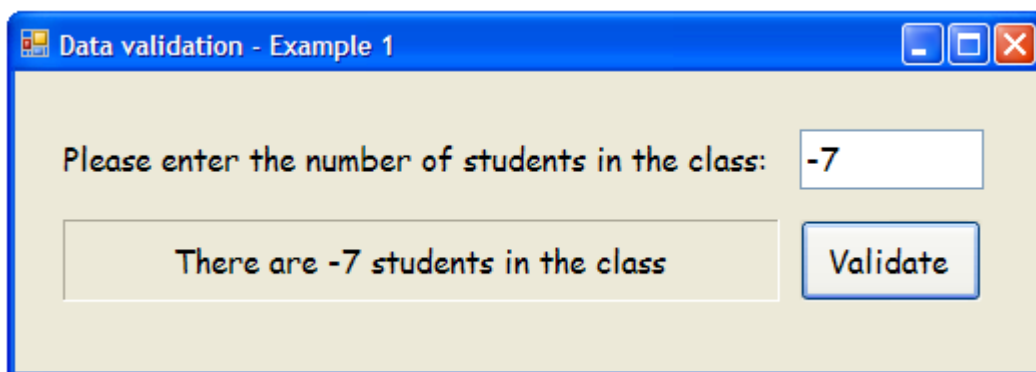 Data validation - Example 1
Please enter the number of students in the class: -7
There are -7 students in the class
Validate